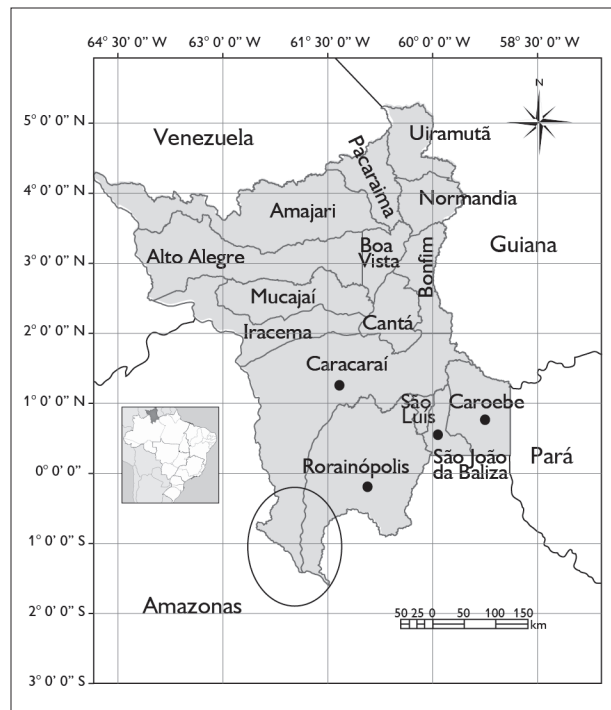 64° 30' 0'' W 63° 0' 0'' W 61° 30' 0'' W 60° 0' 0'' W 58° 30' 0'' W
N
5° 0' 0'' N
Uiramutã
Venezuela
Pacaraima
4° 0' 0'' N
Normandia
Amajari
Guiana
Boa
Vista
Alto Alegre
Bonfim
3° 0' 0'' N
Mucajaí
Cantá
2° 0' 0'' N
Iracema
Caracaraí
1° 0' 0'' N
São
Luís
Caroebe
São João
da Baliza
Pará
0° 0' 0''
Rorainópolis
1° 0' 0'' S
Amazonas
2° 0' 0'' S
50 25 0 50 100 150
km
3° 0' 0'' S